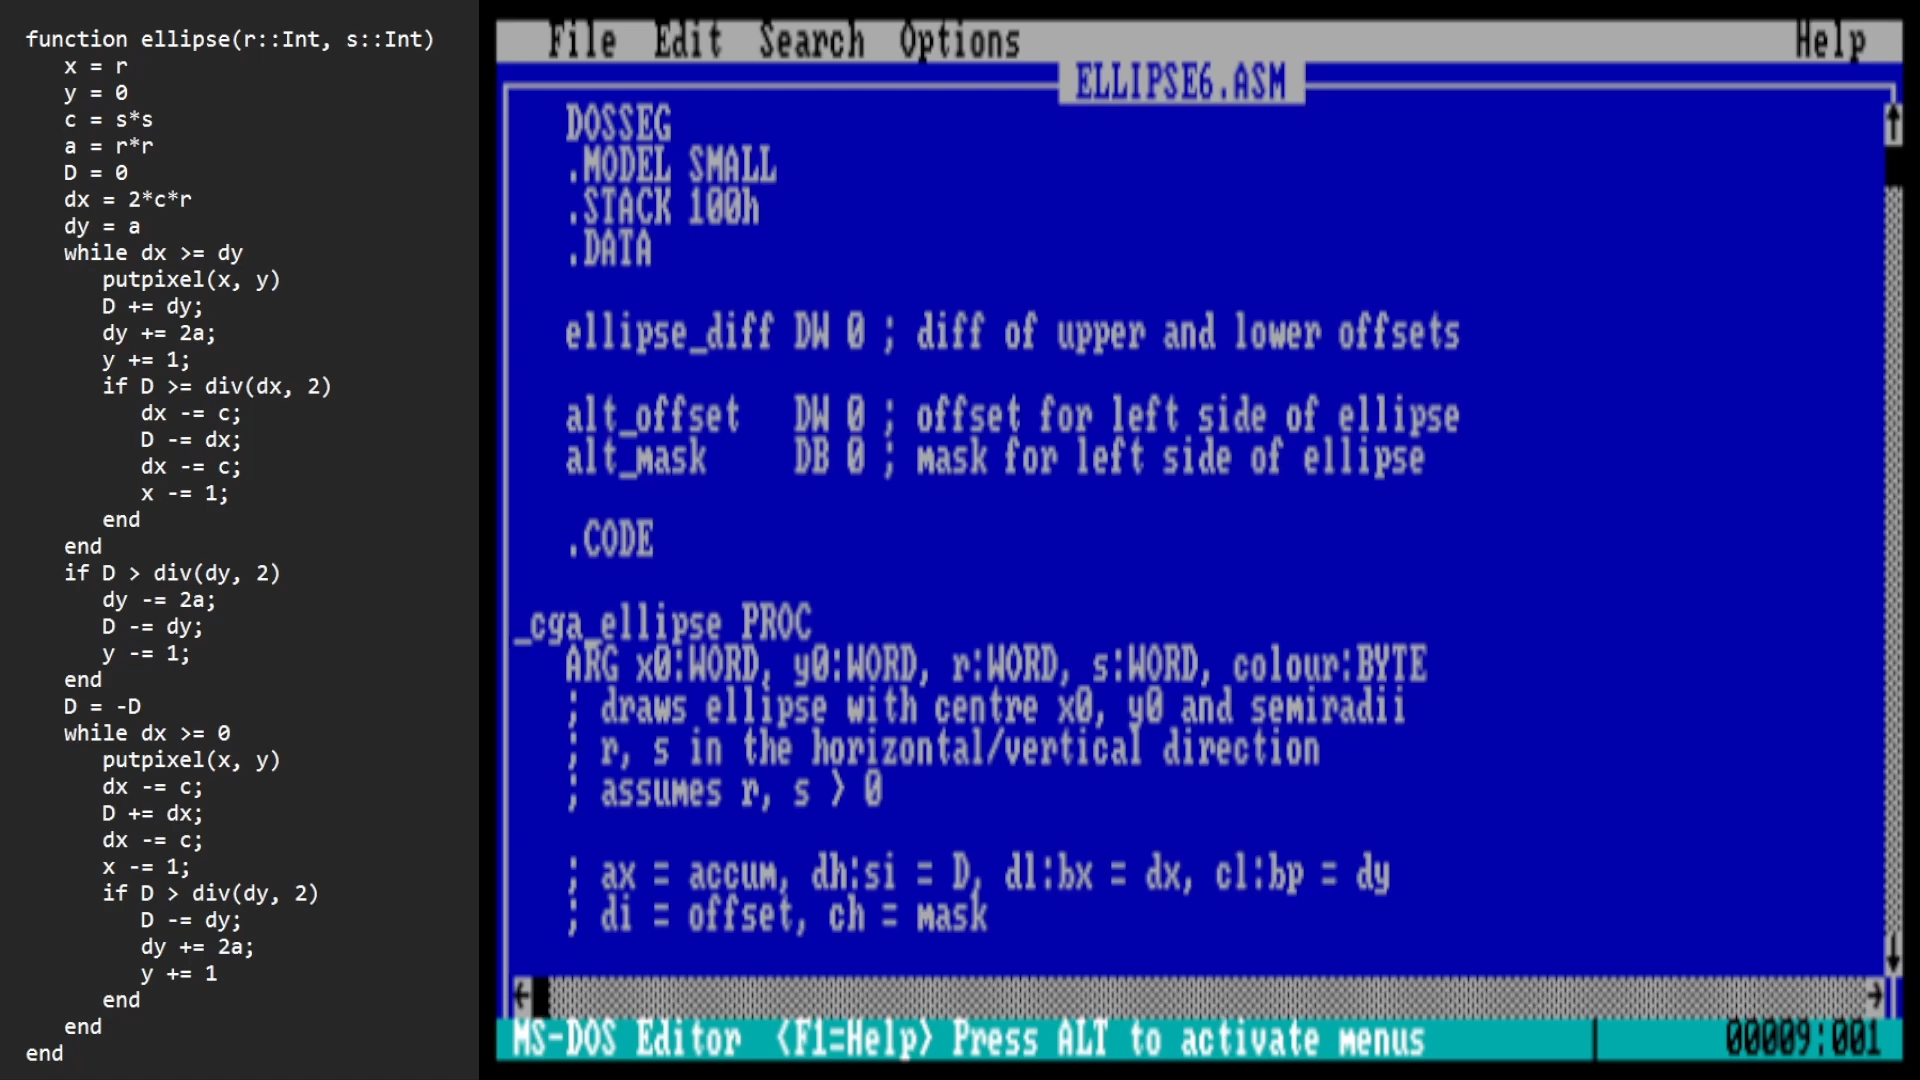 function ellipse(r::Int, s::Int)
   x = r
   y = 0
   c = s*s
   a = r*r
   D = 0
   dx = 2*c*r
   dy = a
   while dx >= dy
      putpixel(x, y)
      D += dy;
      dy += 2a;
      y += 1;
      if D >= div(dx, 2)
         dx -= c;
         D -= dx;
         dx -= c;
         x -= 1;
      end
   end
   if D > div(dy, 2)
      dy -= 2a;
      D -= dy;
      y -= 1;
   end
   D = -D
   while dx >= 0
      putpixel(x, y)
      dx -= c;
      D += dx;
      dx -= c;
      x -= 1;
      if D > div(dy, 2)
         D -= dy;
         dy += 2a;
         y += 1
      end
   end
end
File Edit Search Options Help
ELLIPSE6.ASM
DOSSEG
.MODEL SMALL
.STACK 100h
.DATA
ellipse_diff DW 0 ; diff of upper and lower offsets
alt_offset   DW 0 ; offset for left side of ellipse
alt_mask     DB 0 ; mask for left side of ellipse
.CODE
_cga_ellipse PROC
   ARG x0:WORD, y0:WORD, r:WORD, s:WORD, colour:BYTE
   ; draws ellipse with centre x0, y0 and semiradii
   ; r, s in the horizontal/vertical direction
   ; assumes r, s > 0
   ; ax = accum, dh:si = D, dl:bx = dx, cl:bp = dy
   ; di = offset, ch = mask
MS-DOS Editor <F1=Help> Press ALT to activate menus 00009:001